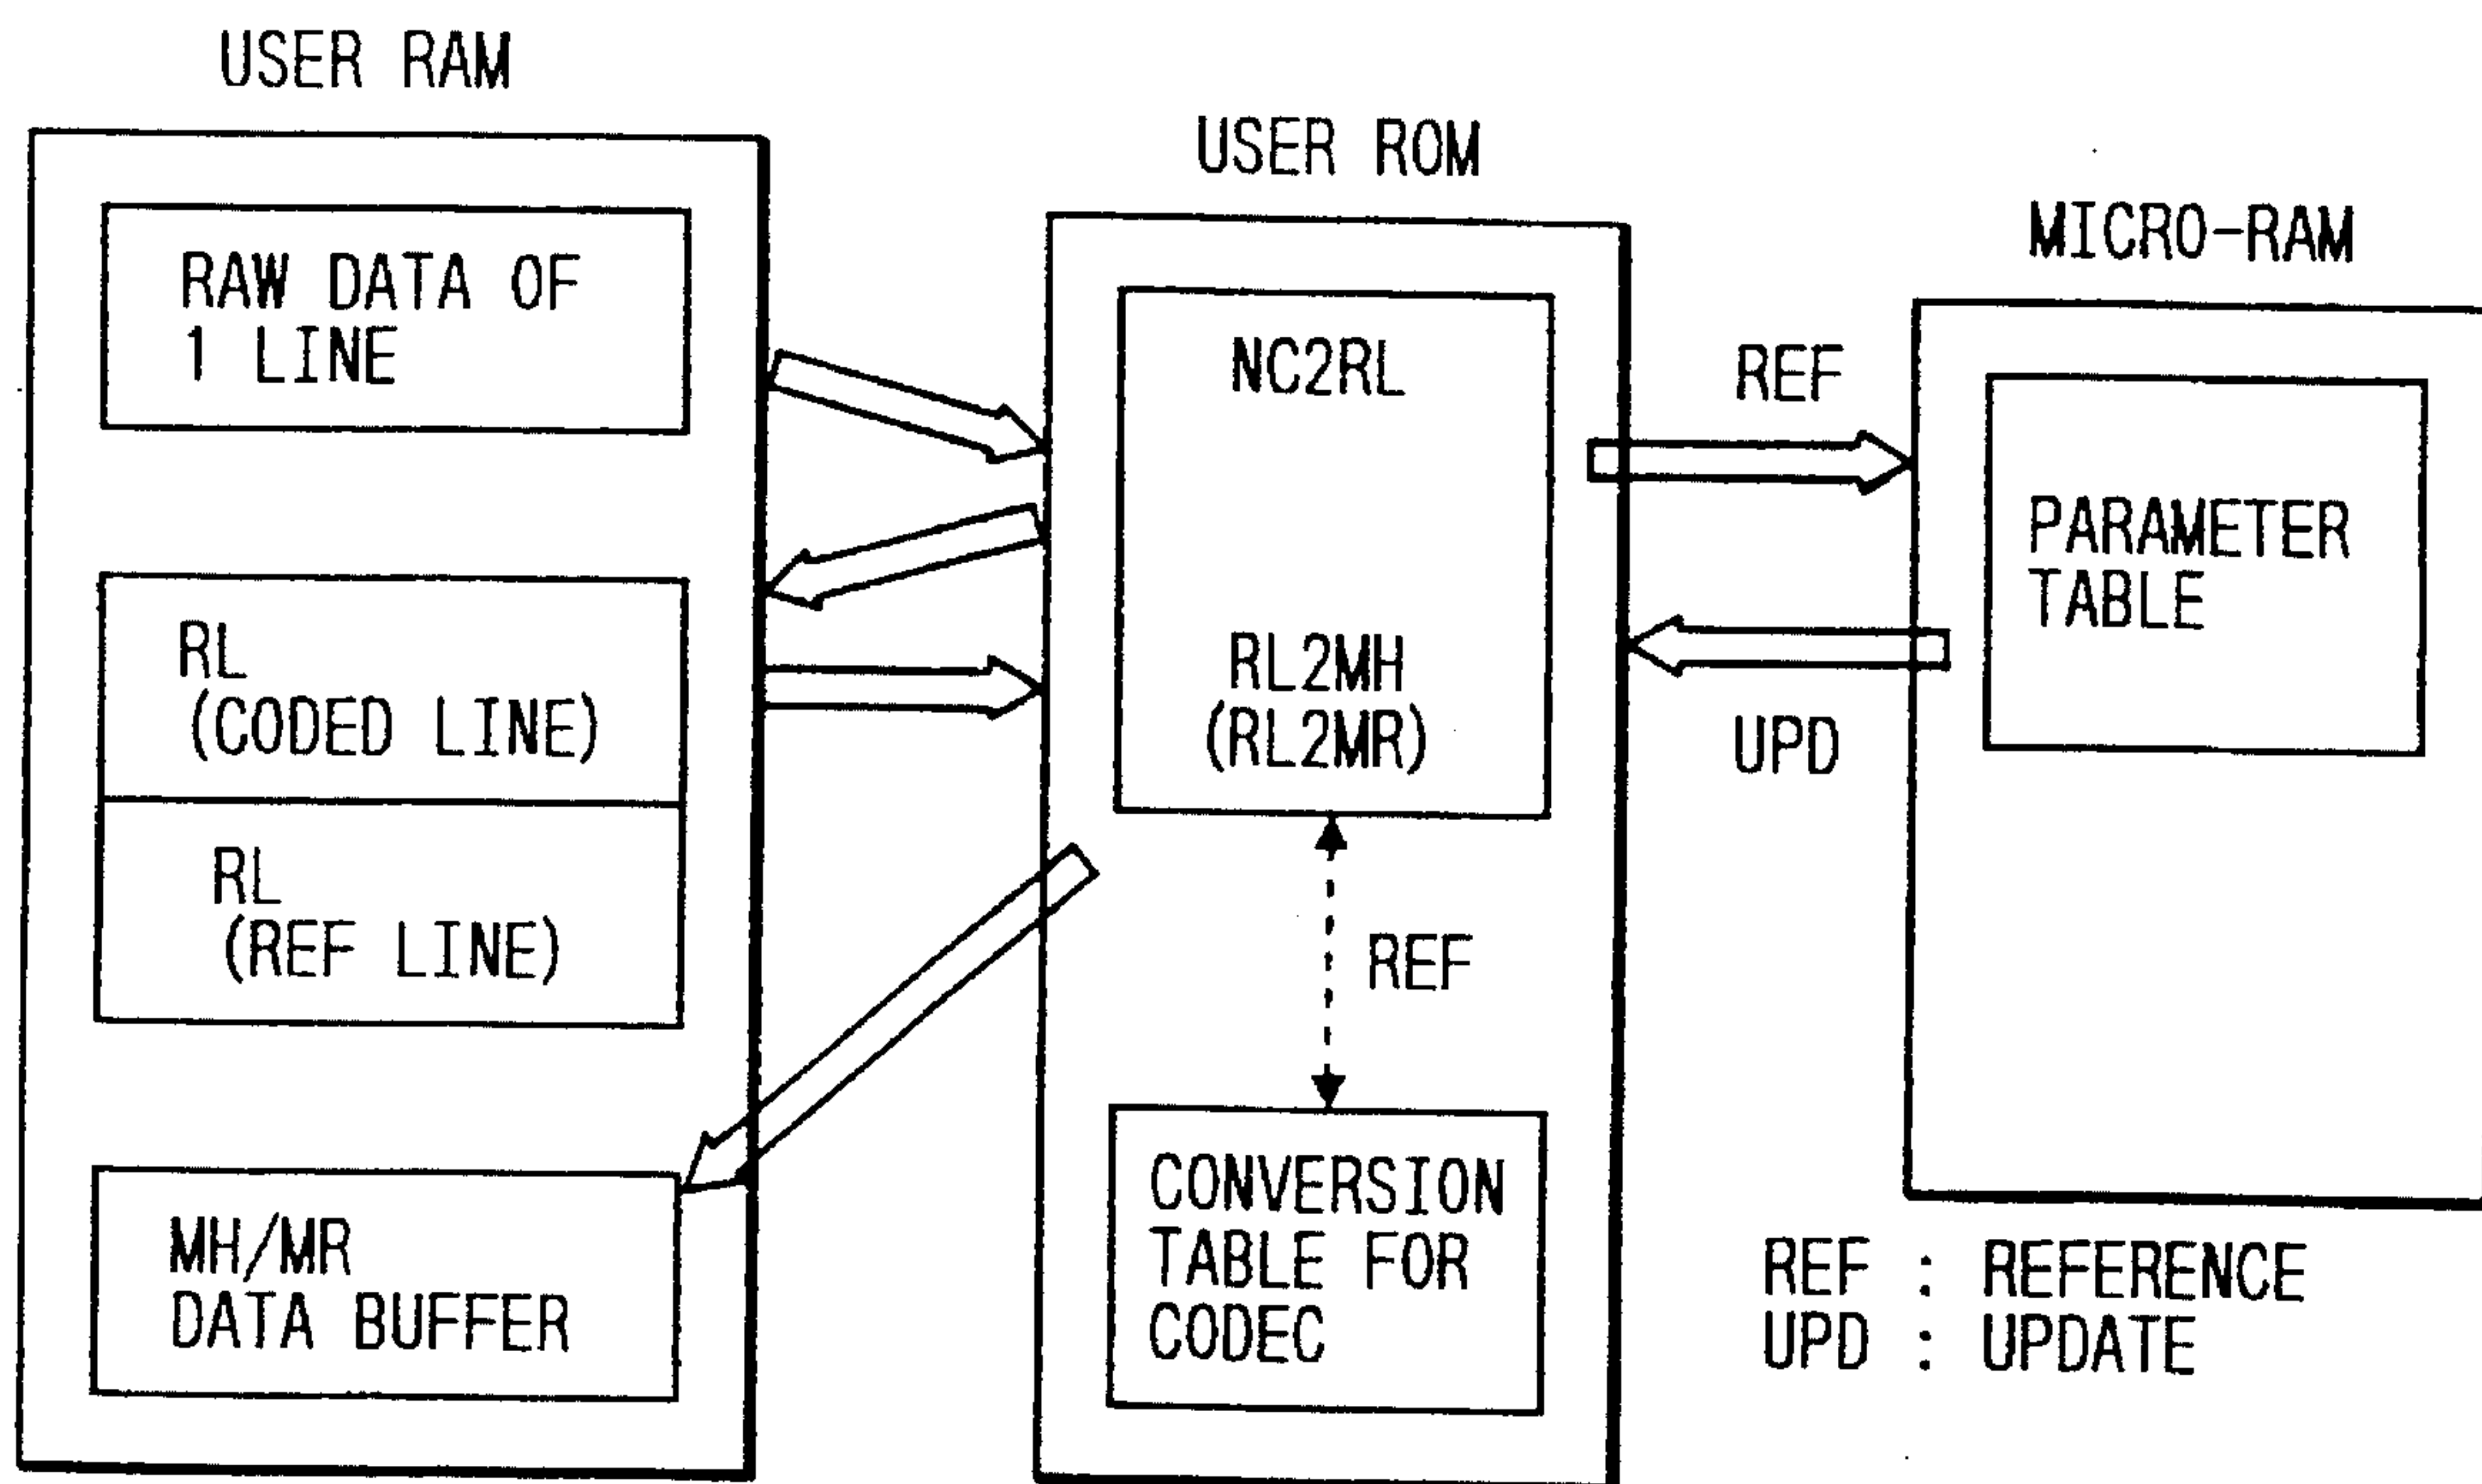 USER RAM
RAW DATA OF
1 LINE
RL
(CODED LINE)
RL
(REF LINE)
MH/MR
DATA BUFFER
USER ROM
NC2RL
RL2MH
(RL2MR)
REF
CONVERSION
TABLE FOR
CODEC
REF
UPD
MICRO-RAM
PARAMETER
TABLE
REF : REFERENCE
UPD : UPDATE